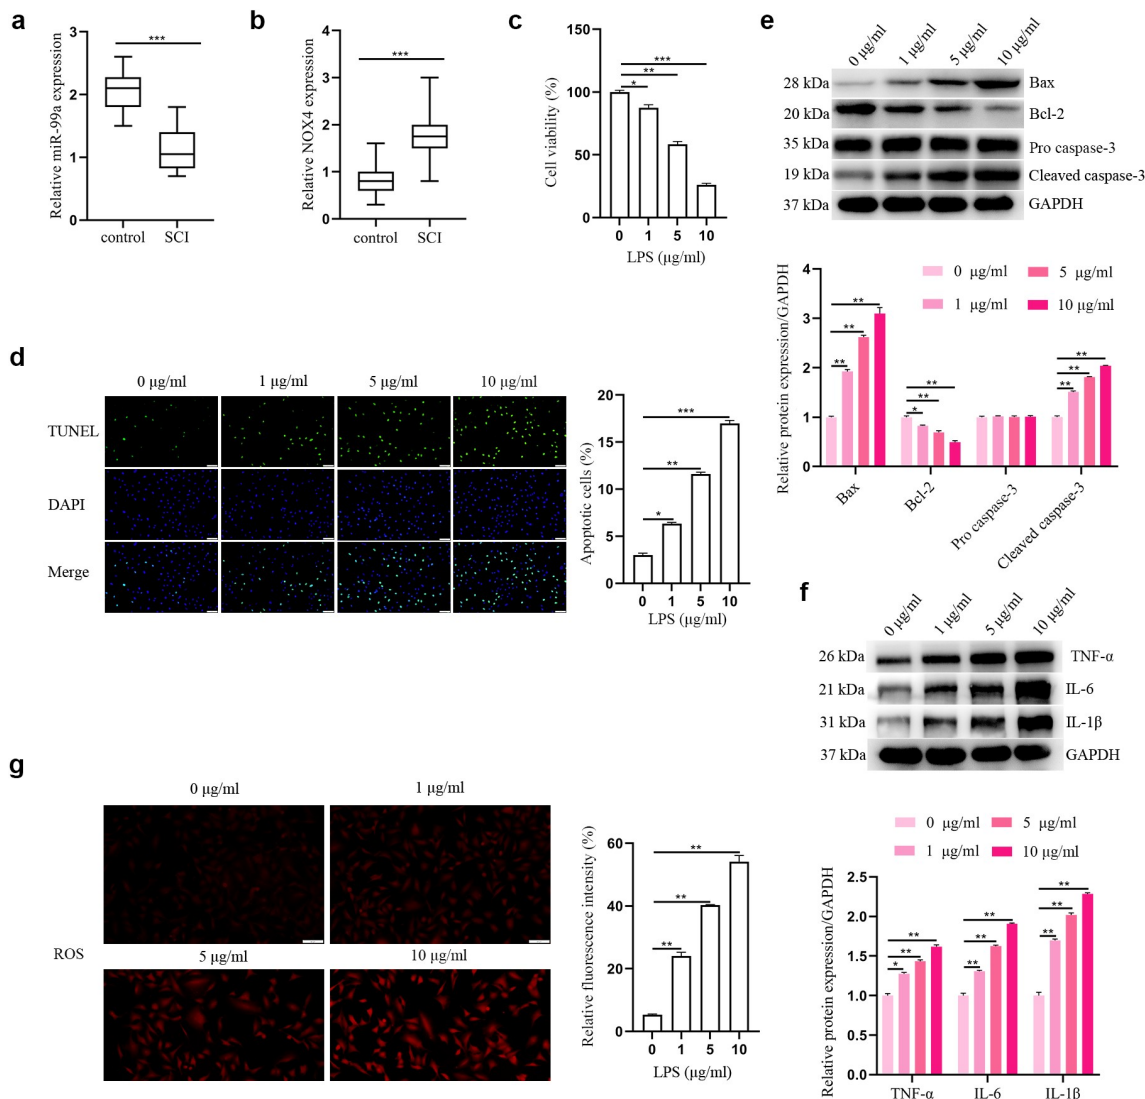 a
Relative miR-99a expression
3
2
1
0
***
control SCI
b
Relative NOX4 expression
4
3
2
1
0
***
control SCI
c
Cell viability (%)
150
100
50
0
***
**
*
0 1 5 10
LPS (μg/ml)
d
0 μg/ml 1 μg/ml 5 μg/ml 10 μg/ml
TUNEL
DAPI
Merge
Apoptotic cells (%)
20
15
10
5
0
***
**
*
0 1 5 10
LPS (μg/ml)
e
0 μg/ml 1 μg/ml 5 μg/ml 10 μg/ml
28 kDa Bax
20 kDa Bcl-2
35 kDa Pro caspase-3
19 kDa Cleaved caspase-3
37 kDa GAPDH
0 μg/ml 5 μg/ml
1 μg/ml 10 μg/ml
Relative protein expression/GAPDH
4
3
2
1
0
**
**
**
**
**
*
**
**
**
Bax Bcl-2 Pro caspase-3 Cleaved caspase-3
f
0 μg/ml 1 μg/ml 5 μg/ml 10 μg/ml
26 kDa TNF-α
21 kDa IL-6
31 kDa IL-1β
37 kDa GAPDH
0 μg/ml 5 μg/ml
1 μg/ml 10 μg/ml
Relative protein expression/GAPDH
2.5
2.0
1.5
1.0
0.5
0.0
**
**
*
**
**
**
**
**
**
TNF-α IL-6 IL-1β
g
0 μg/ml 1 μg/ml
ROS
5 μg/ml 10 μg/ml
Relative fluorescence intensity (%)
60
40
20
0
**
**
**
0 1 5 10
LPS (μg/ml)